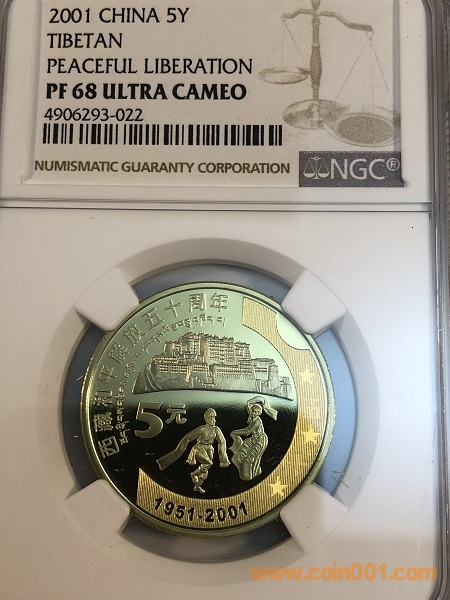 2001 CHINA 5Y
TIBETAN
PEACEFUL LIBERATION
PF 68 ULTRA CAMEO
4906293-022
NUMISMATIC GUARANTY CORPORATION
NGC®
西藏和平解放五十周年
5元
1951-2001
www.coin001.com